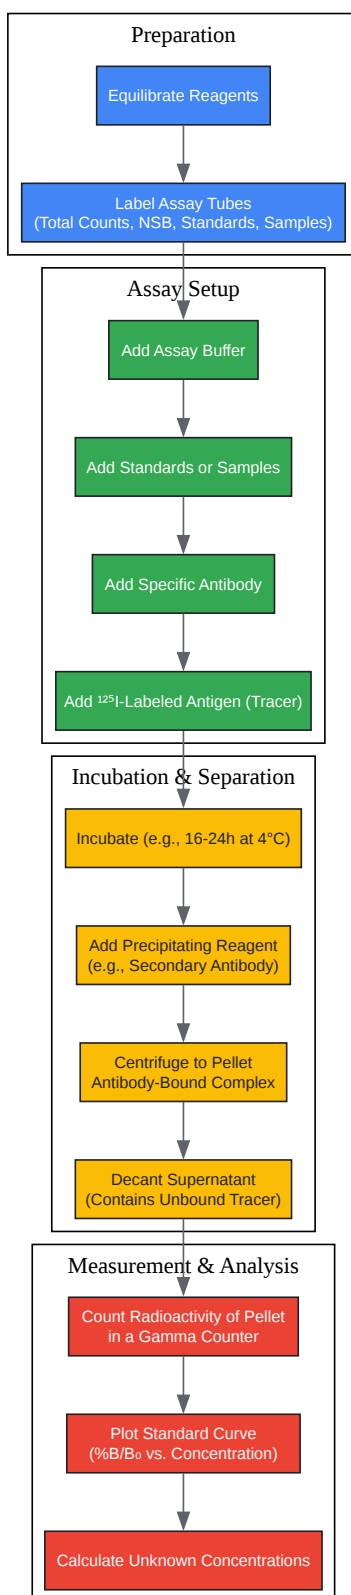 Preparation
Equilibrate Reagents
Label Assay Tubes
(Total Counts, NSB, Standards, Samples)
Assay Setup
Add Assay Buffer
Add Standards or Samples
Add Specific Antibody
Add ¹²⁵I-Labeled Antigen (Tracer)
Incubation & Separation
Incubate (e.g., 16-24h at 4°C)
Add Precipitating Reagent
(e.g., Secondary Antibody)
Centrifuge to Pellet
Antibody-Bound Complex
Decant Supernatant
(Contains Unbound Tracer)
Measurement & Analysis
Count Radioactivity of Pellet
in a Gamma Counter
Plot Standard Curve
(%B/B₀ vs. Concentration)
Calculate Unknown Concentrations